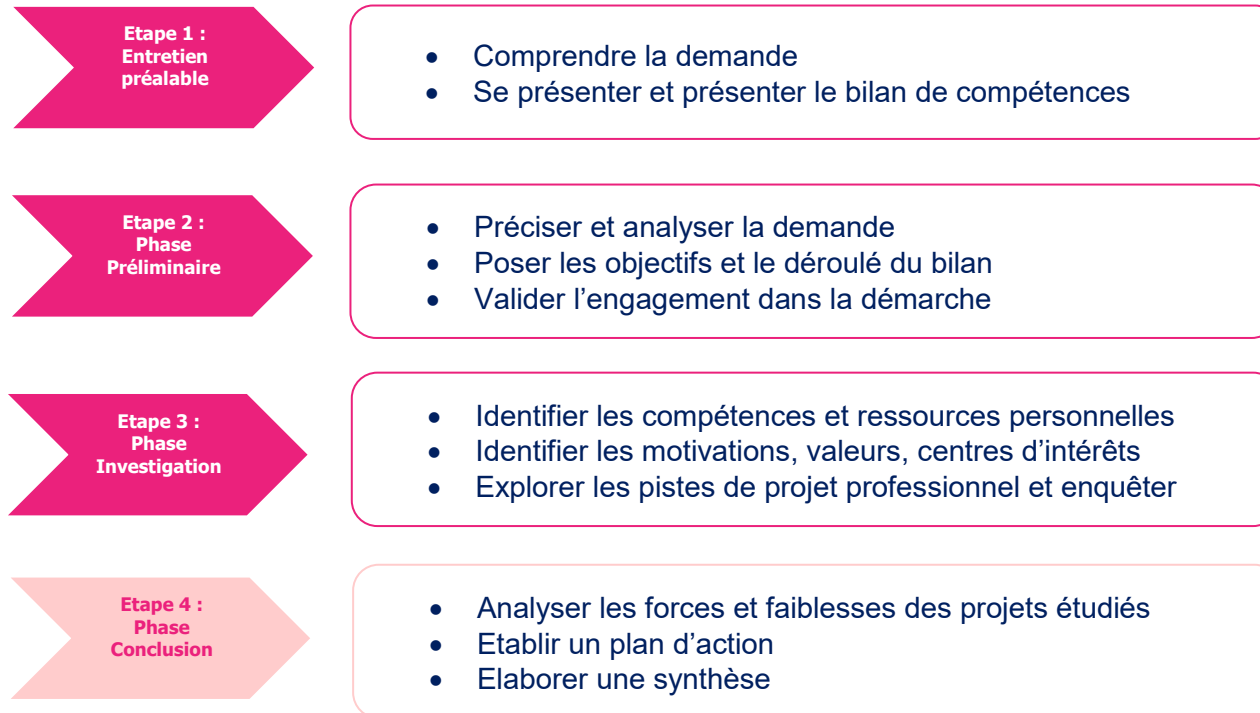 Etape 1 :
Entretien
préalable
• Comprendre la demande
• Se présenter et présenter le bilan de compétences
Etape 2 :
Phase
Préliminaire
• Préciser et analyser la demande
• Poser les objectifs et le déroulé du bilan
• Valider l’engagement dans la démarche
Etape 3 :
Phase
Investigation
• Identifier les compétences et ressources personnelles
• Identifier les motivations, valeurs, centres d’intérêts
• Explorer les pistes de projet professionnel et enquêter
Etape 4 :
Phase
Conclusion
• Analyser les forces et faiblesses des projets étudiés
• Etablir un plan d’action
• Elaborer une synthèse